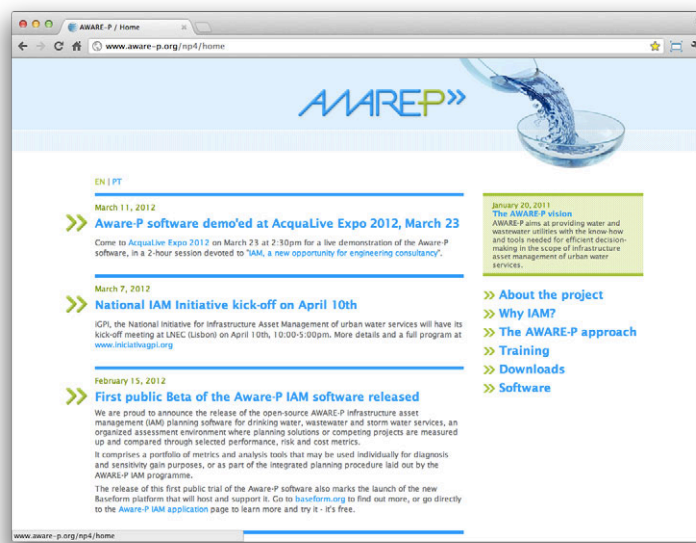 AWARE-P / Home
www.aware-p.org/np4/home
AWARE-P
EN | PT
March 11, 2012
Aware-P software demo'ed at AcquaLive Expo 2012, March 23
Come to AcquaLive Expo 2012 on March 23 at 2:30pm for a live demonstration of the Aware-P
software, in a 2-hour session devoted to "IAM, a new opportunity for engineering consultancy".
March 7, 2012
National IAM Initiative kick-off on April 10th
iGPI, the National Initiative for Infrastructure Asset Management of urban water services will have its
kick-off meeting at LNEC (Lisbon) on April 10th, 10:00-5:00pm. More details and a full program at
www.iniciativagpi.org
February 15, 2012
First public Beta of the Aware-P IAM software released
We are proud to announce the release of the open-source AWARE-P infrastructure asset
management (IAM) planning software for drinking water, wastewater and storm water services, an
organized assessment environment where planning solutions or competing projects are measured
up and compared through selected performance, risk and cost metrics.
It comprises a portfolio of metrics and analysis tools that may be used individually for diagnosis
and sensitivity gain purposes, or as part of the integrated planning procedure laid out by the
AWARE-P IAM programme.
The release of this first public trial of the Aware-P software also marks the launch of the new
Baseform platform that will host and support it. Go to baseform.org to find out more, or go directly
to the Aware-P IAM application page to learn more and try it - it's free.
January 20, 2011
The AWARE-P vision
AWARE-P aims at providing water and
wastewater utilities with the know how
and tools needed for efficient decision-
making in the scope of infrastructure
asset management of urban water
services.
About the project
Why IAM?
The AWARE-P approach
Training
Downloads
Software
www.aware-p.org/np4/home